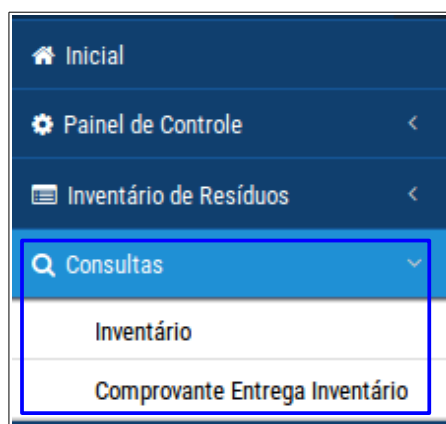 Inicial
Painel de Controle
Inventário de Resíduos
Consultas
Inventário
Comprovante Entrega Inventário